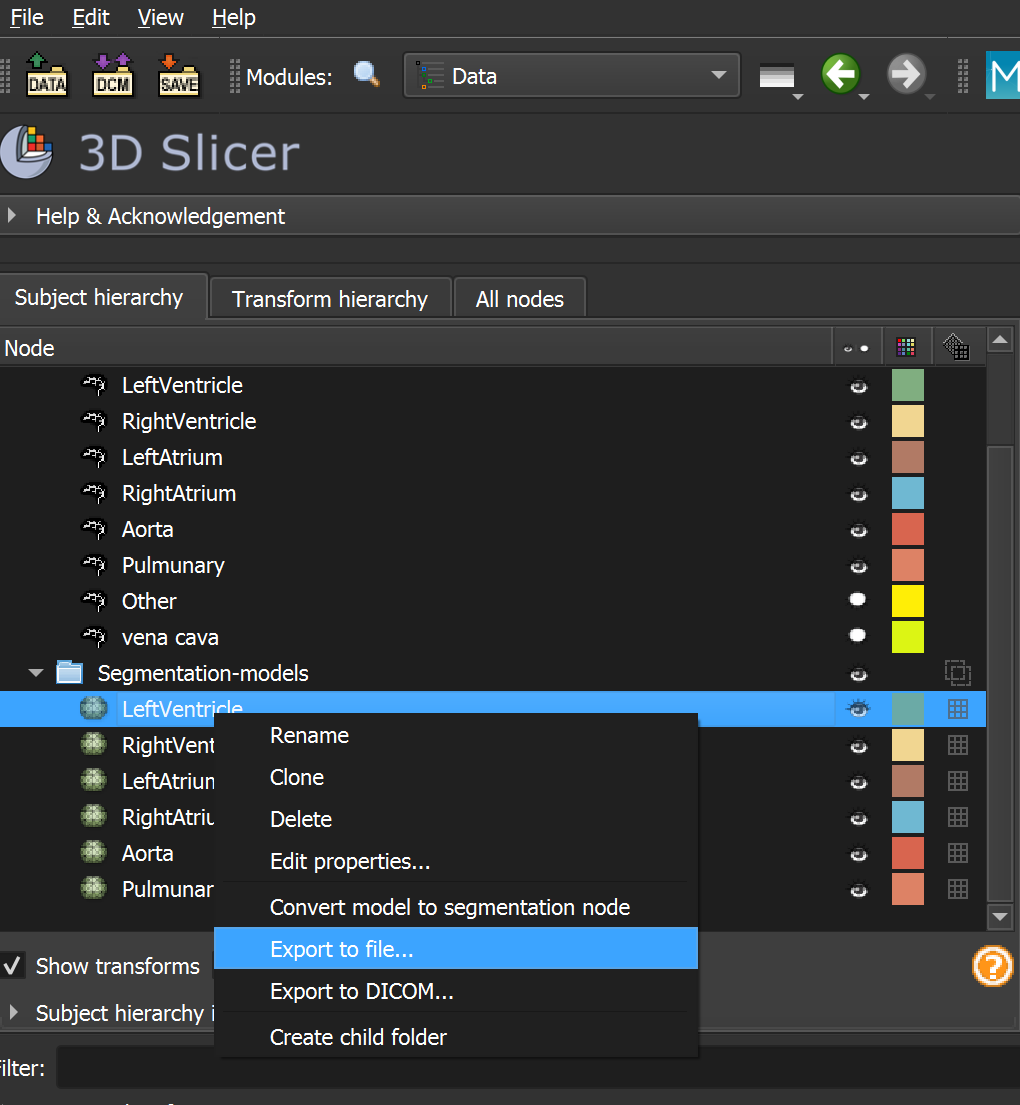 File Edit View Help
DATA DCM SAVE Modules: Data M
3D Slicer
Help & Acknowledgement
Subject hierarchy Transform hierarchy All nodes
Node
LeftVentricle
RightVentricle
LeftAtrium
RightAtrium
Aorta
Pulmunary
Other
vena cava
Segmentation-models
LeftVentricle
RightVent
LeftAtrium
RightAtriu
Aorta
Pulmunar
Rename
Clone
Delete
Edit properties...
Convert model to segmentation node
Export to file...
Export to DICOM...
Create child folder
Show transforms
Subject hierarchy i
ilter: